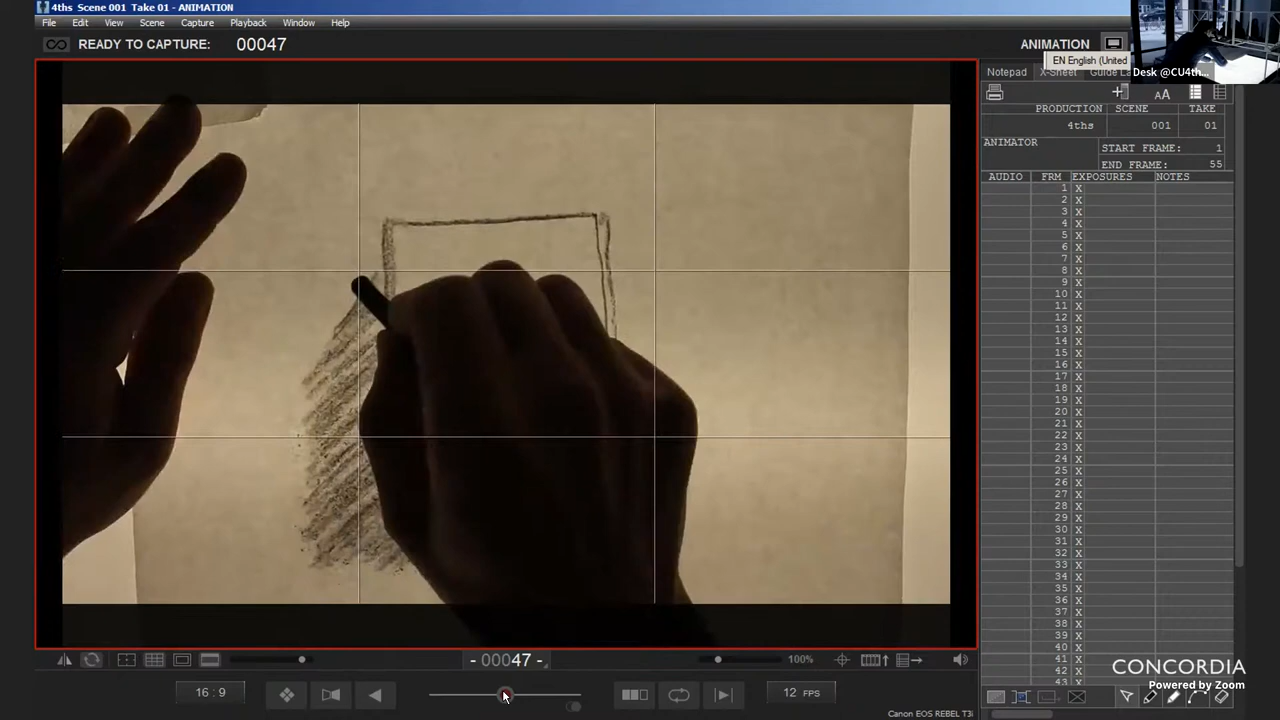 4ths Scene 001 Take 01 - ANIMATION
File Edit View Scene Capture Playback Window Help
READY TO CAPTURE: 00047
ANIMATION
EN English (United
Desk @CU4th...
Notepad X-Sheet Guide La
AA
PRODUCTION SCENE TAKE
4ths 001 01
ANIMATOR
START FRAME: 1
END FRAME: 55
AUDIO FRM EXPOSURES NOTES
1 X
2 X
3 X
4 X
5 X
6 X
7 X
8 X
9 X
10 X
11 X
12 X
13 X
14 X
15 X
16 X
17 X
18 X
19 X
20 X
21 X
22 X
23 X
24 X
25 X
26 X
27 X
28 X
29 X
30 X
31 X
32 X
33 X
34 X
35 X
36 X
37 X
38 X
39 X
40 X
41 X
42 X
43 X
- 00047 -
100%
16 : 9
12 FPS
Canon EOS REBEL T3i
CONCORDIA
Powered by Zoom